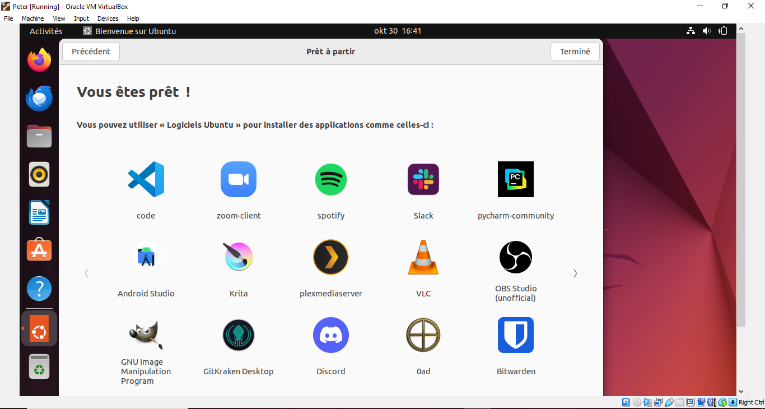 Peter [Running] - Oracle VM VirtualBox
File Machine View Input Devices Help
Activités Bienvenue sur Ubuntu okt 30 16:41
Précédent Prêt à partir Terminé
Vous êtes prêt !
Vous pouvez utiliser « Logiciels Ubuntu » pour installer des applications comme celles-ci :
PC
code zoom-client spotify Slack pycharm-community
Android Studio Krita plexmediaserver VLC OBS Studio
(unofficial)
GNU Image
Manipulation
Program
GitKraken Desktop Discord 0ad Bitwarden
Right Ctrl